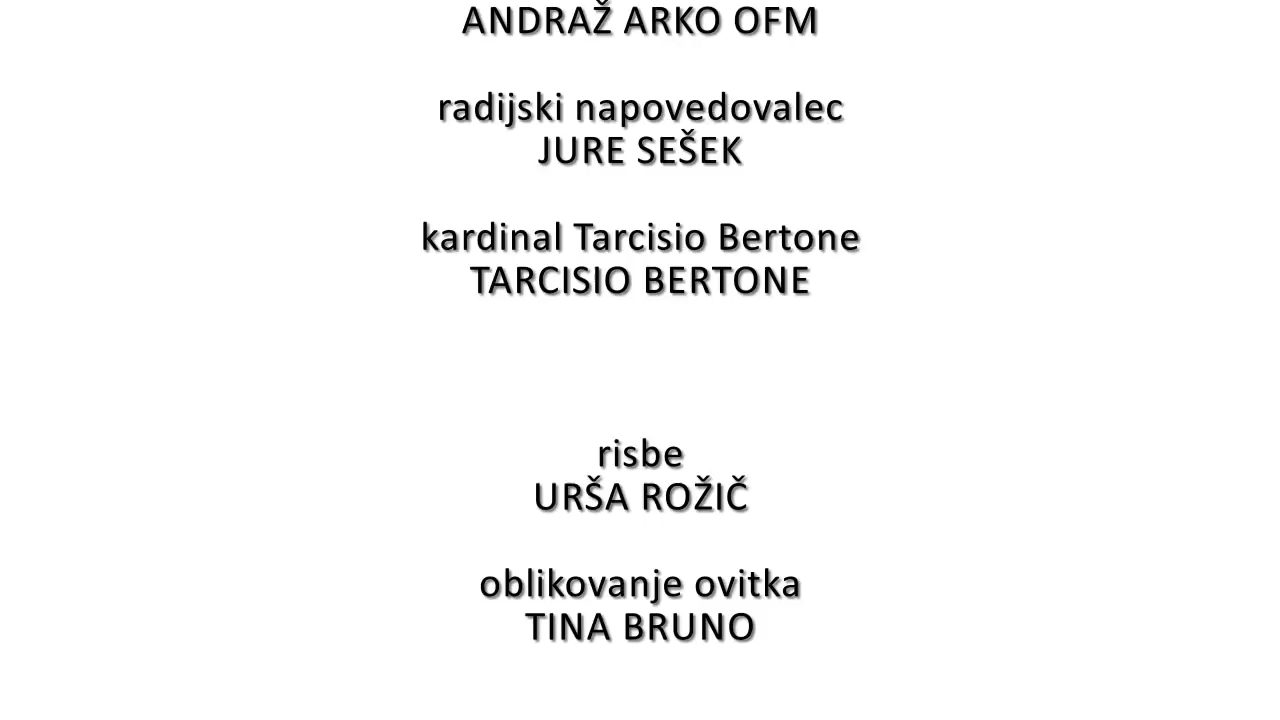 ANDRAŽ ARKO OFM
radijski napovedovalec
JURE SEŠEK
kardinal Tarcisio Bertone
TARCISIO BERTONE
risbe
URŠA ROŽIČ
oblikovanje ovitka
TINA BRUNO